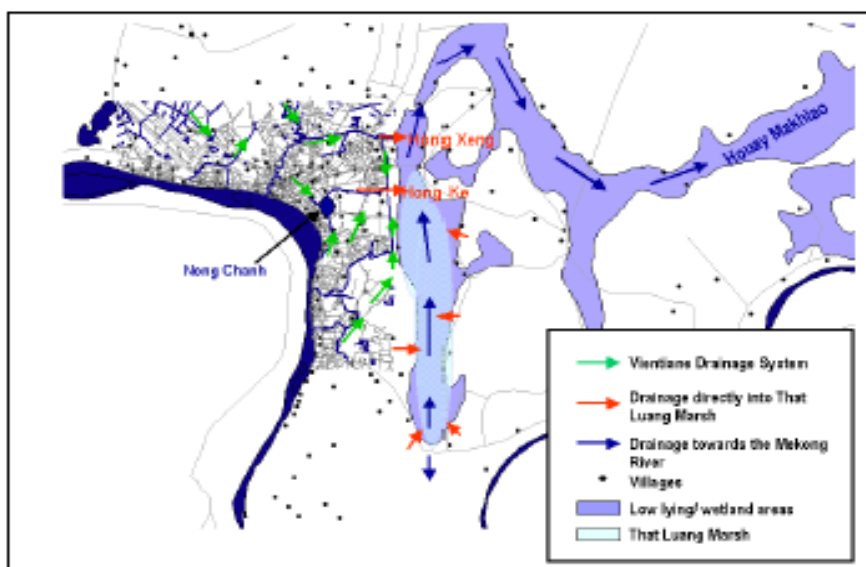 Hong Xeng
Hong-Ke
Houay Makhiao
Nong Chanh
Vientiane Drainage System
Drainage directly into That
Luang Marsh
Drainage towards the Mekong
River
Villages
Low lying/ wetland areas
That Luang Marsh